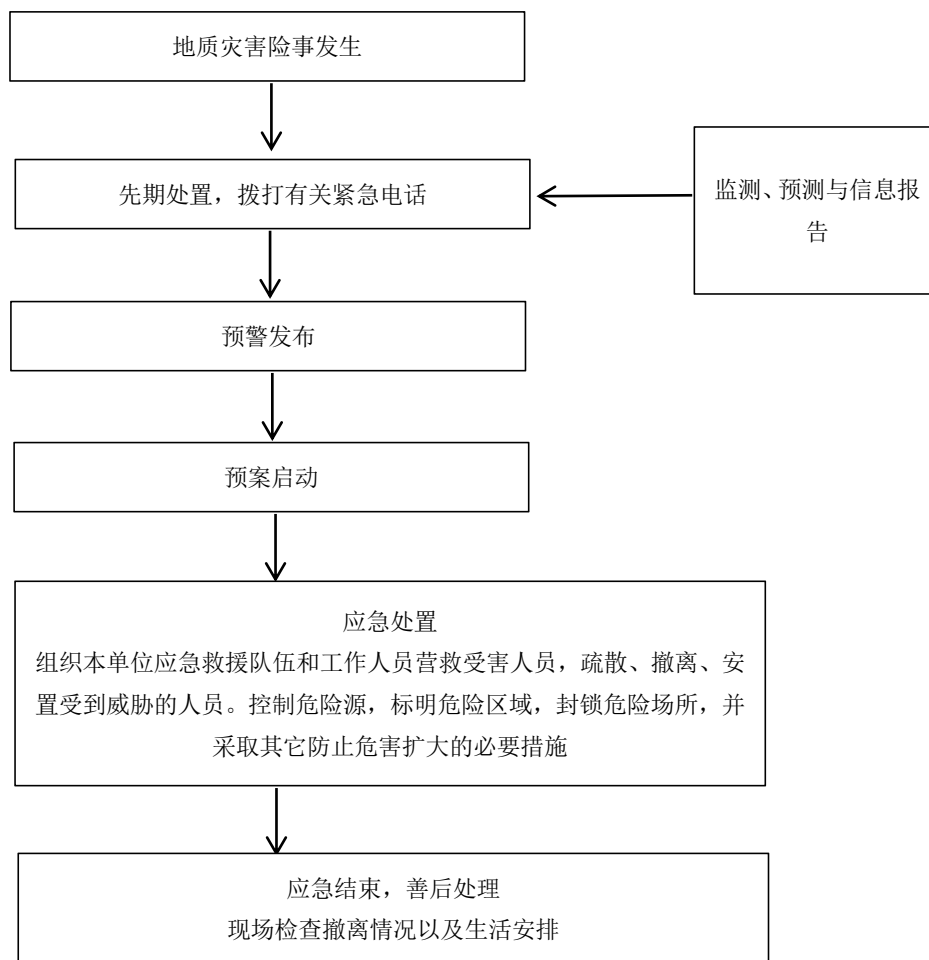 地质灾害险事发生
先期处置，拨打有关紧急电话
监测、预测与信息报
告
预警发布
预案启动
应急处置
组织本单位应急救援队伍和工作人员营救受害人员，疏散、撤离、安
置受到威胁的人员。控制危险源，标明危险区域，封锁危险场所，并
采取其它防止危害扩大的必要措施
应急结束，善后处理
现场检查撤离情况以及生活安排